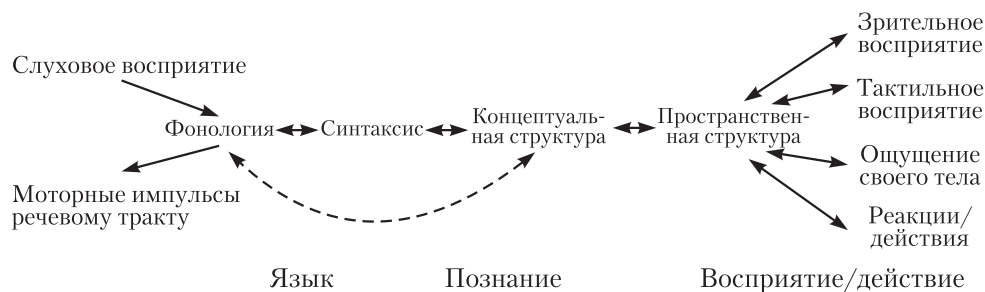 Слуховое восприятие
Фонология
Моторные импульсы
речевому тракту
Синтаксис
Концептуаль-
ная структура
Пространствен-
ная структура
Зрительное
восприятие
Тактильное
восприятие
Ощущение
своего тела
Реакции/
действия
Язык
Познание
Восприятие/действие